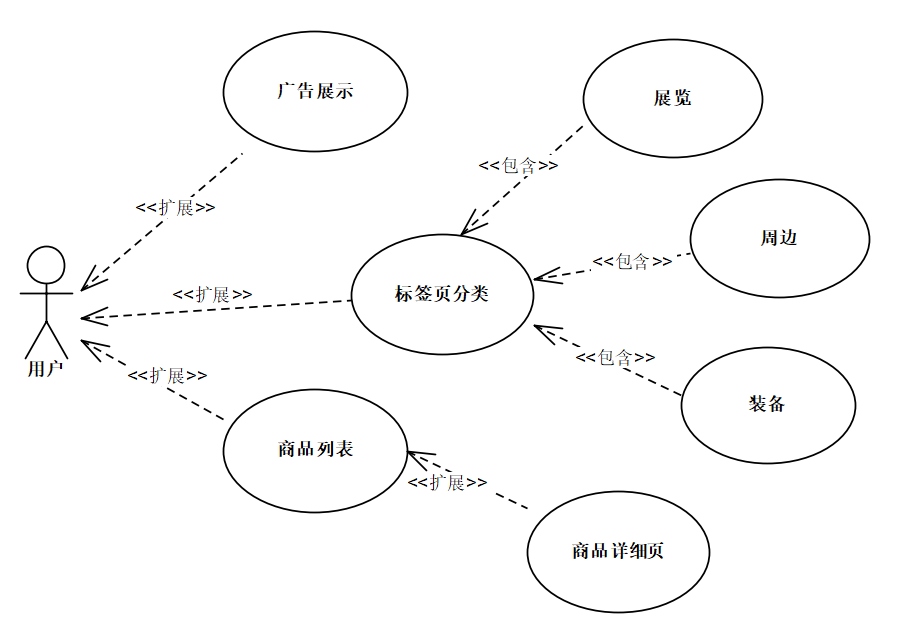 广告展示
展览
<<包含>>
<<扩展>>
周边
<<包含>>
<<扩展>>
标签页分类
<<包含>>
用户
<<扩展>>
装备
商品列表
<<扩展>>
商品详细页